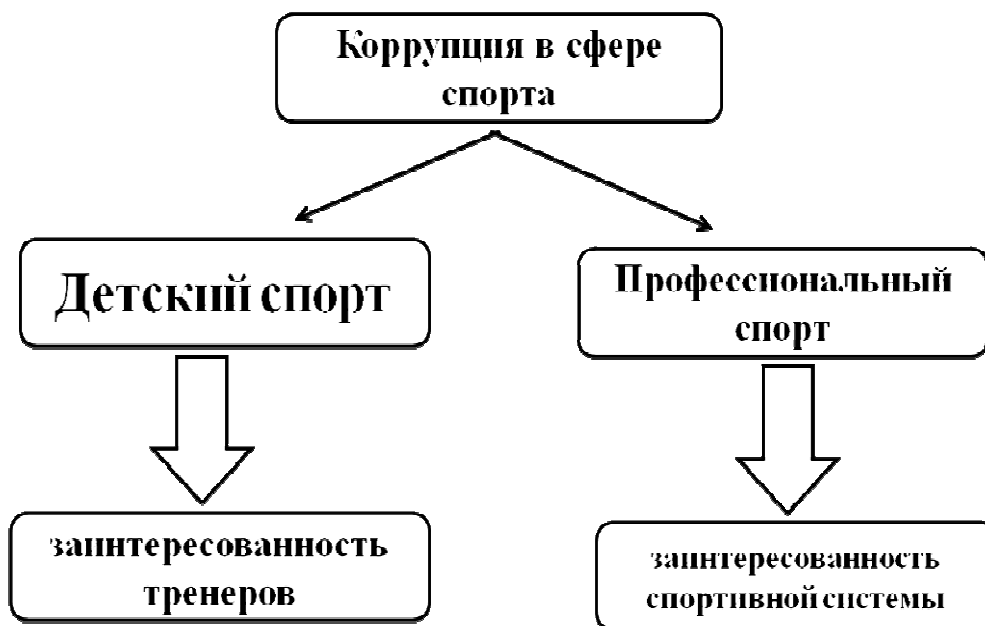 Коррупция в сфере
спорта
Детский спорт
Профессиональный
спорт
заинтересованность
тренеров
заинтересованность
спортивной системы